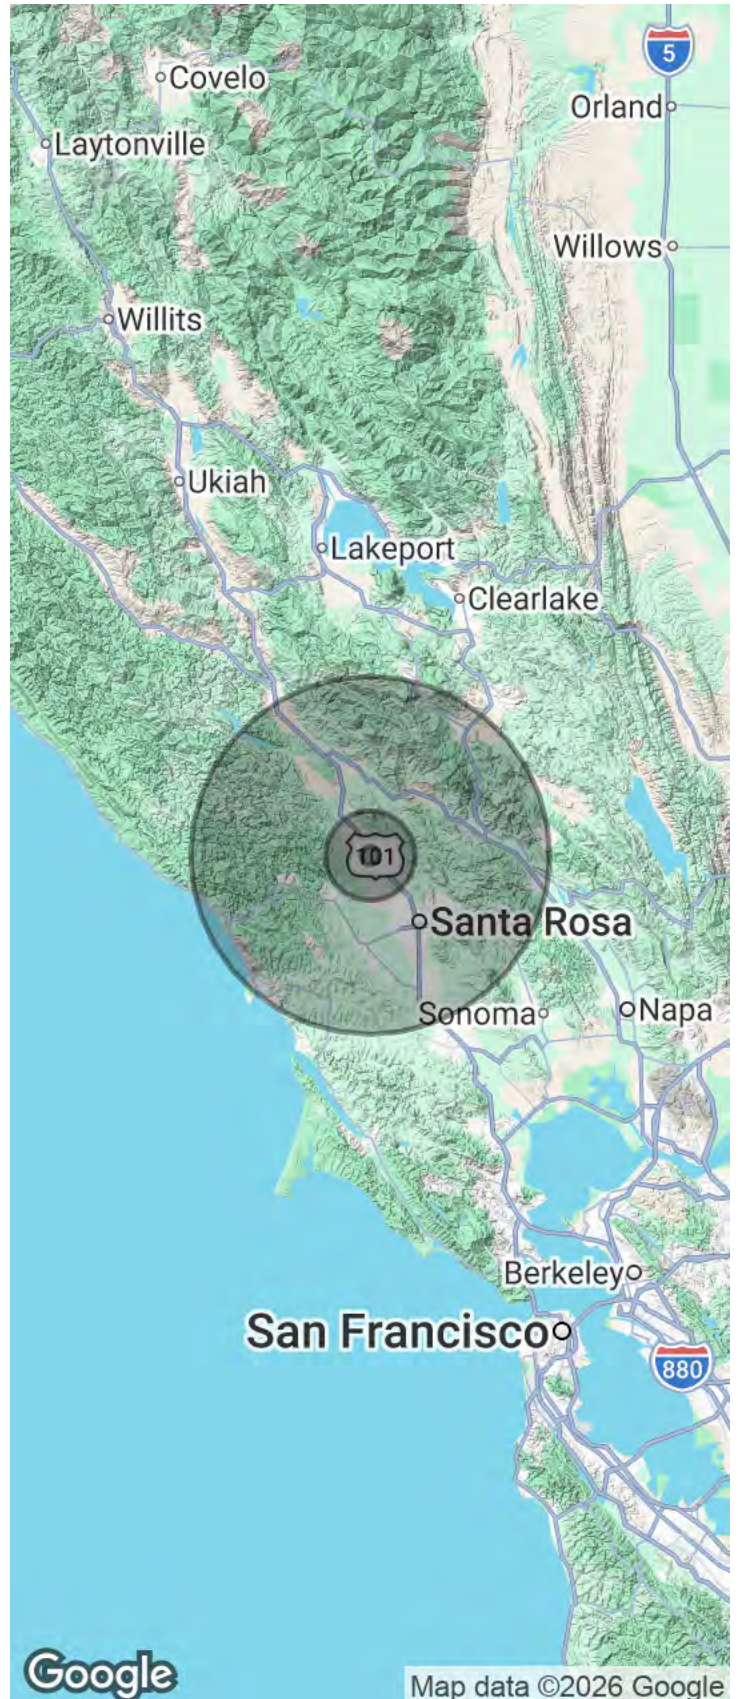 5
Covelo
Orland
Laytonville
Willows
Willits
Ukiah
Lakeport
Clearlake
101
Santa Rosa
Sonoma
Napa
Berkeley
San Francisco
880
Google
Map data ©2026 Google